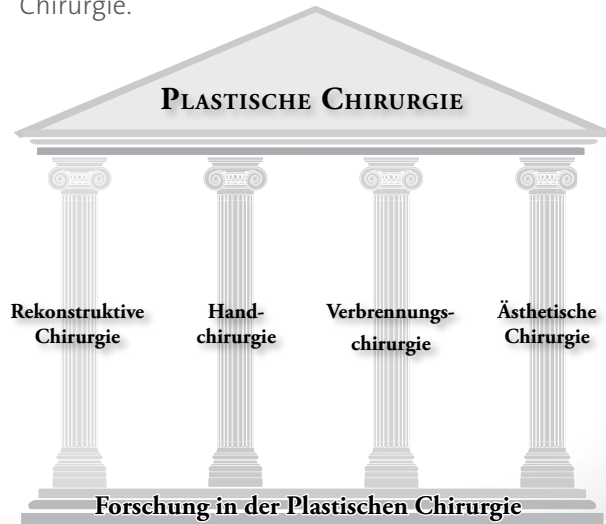 Chirurgie.
PLASTISCHE CHIRURGIE
Rekonstruktive
Chirurgie
Hand-
chirurgie
Verbrennungs-
chirurgie
Ästhetische
Chirurgie
Forschung in der Plastischen Chirurgie